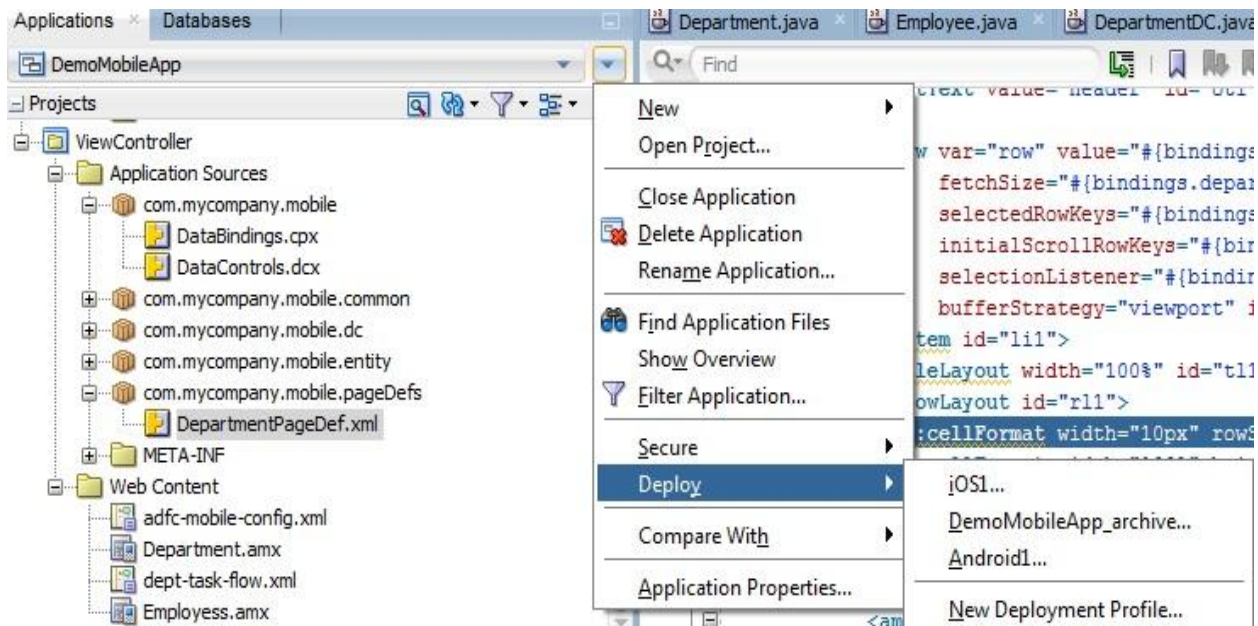 Applications Databases
DemoMobileApp
Projects
ViewController
Application Sources
com.mycompany.mobile
DataBindings.cpx
DataControls.dcx
com.mycompany.mobile.common
com.mycompany.mobile.dc
com.mycompany.mobile.entity
com.mycompany.mobile.pageDefs
DepartmentPageDef.xml
META-INF
Web Content
adfc-mobile-config.xml
Department.amx
dept-task-flow.xml
Employess.amx
New
Open Project...
Close Application
Delete Application
Rename Application...
Find Application Files
Show Overview
Filter Application...
Secure
Deploy
Compare With
Application Properties...
iOS1...
DemoMobileApp_archive...
Android1...
New Deployment Profile...
Department.java Employee.java DepartmentDC.java
Find
w var="row" value="#{bindings
fetchSize="#{bindings.depar
selectedRowKeys="#{bindings
initialScrollRowKeys="#{bin
selectionListener="#{bindin
bufferStrategy="viewport" i
tem id="li1">
leLayout width="100%" id="tl1
owLayout id="rl1">
:cellFormat width="10px" rowS
<am